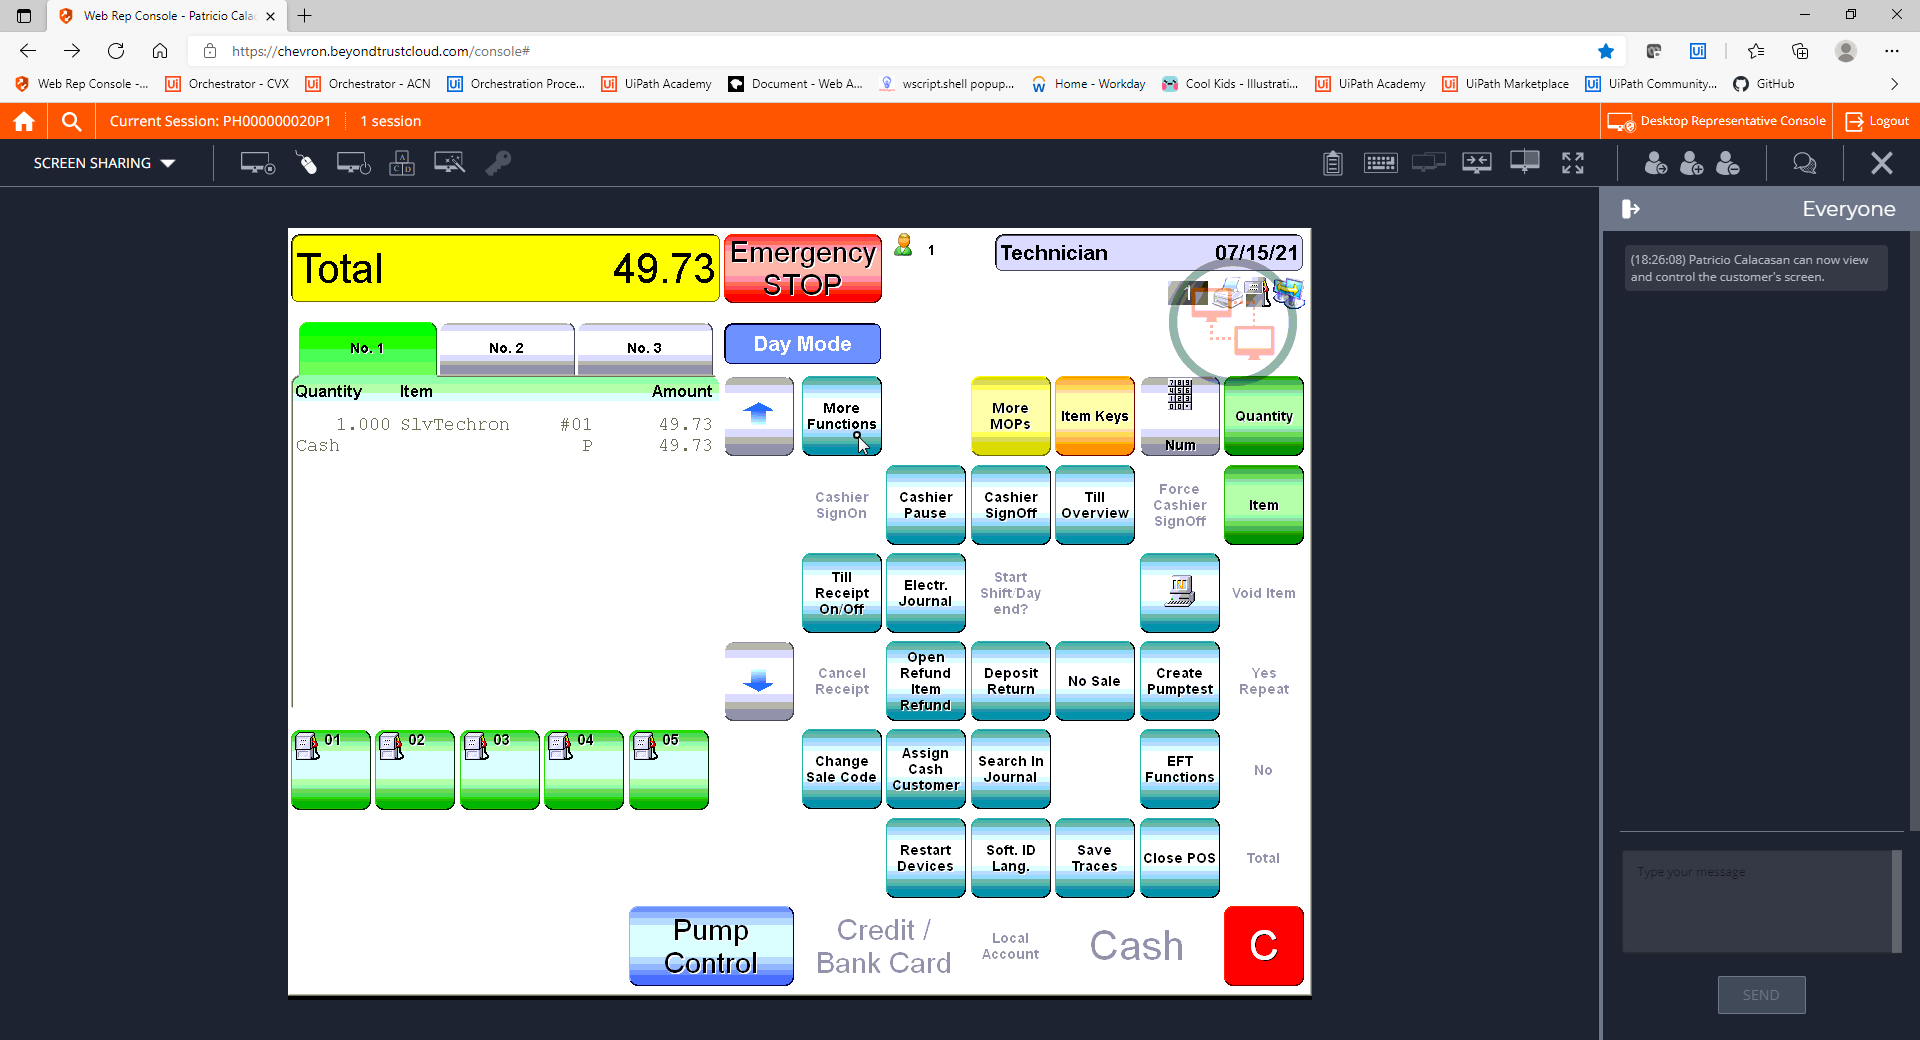 Web Rep Console - Patricio Cala
https://chevron.beyondtrustcloud.com/console#
Web Rep Console -...
Orchestrator - CVX
Orchestrator - ACN
Orchestration Proce...
UiPath Academy
Document - Web A...
wscript.shell popup...
Home - Workday
Cool Kids - Illustrati...
UiPath Academy
UiPath Marketplace
UiPath Community...
GitHub
Current Session: PH000000020P1
1 session
Desktop Representative Console
Logout
SCREEN SHARING
Everyone
(18:26:08) Patricio Calacasan can now view
and control the customer's screen.
Total 49.73
Emergency
STOP
1
Technician 07/15/21
1
No. 1
No. 2
No. 3
Day Mode
Quantity Item Amount
1.000 SlvTechron #01 49.73
Cash P 49.73
More
Functions
More
MOPs
Item Keys
Num
Quantity
Cashier
SignOn
Cashier
Pause
Cashier
SignOff
Till
Overview
Force
Cashier
SignOff
Item
Till
Receipt
On/Off
Electr.
Journal
Start
Shift/Day
end?
Void Item
Cancel
Receipt
Open
Refund
Item
Refund
Deposit
Return
No Sale
Create
Pumptest
Yes
Repeat
01
02
03
04
05
Change
Sale Code
Assign
Cash
Customer
Search In
Journal
EFT
Functions
No
Restart
Devices
Soft. ID
Lang.
Save
Traces
Close POS
Total
Pump
Control
Credit /
Bank Card
Local
Account
Cash
C
Type your message
SEND